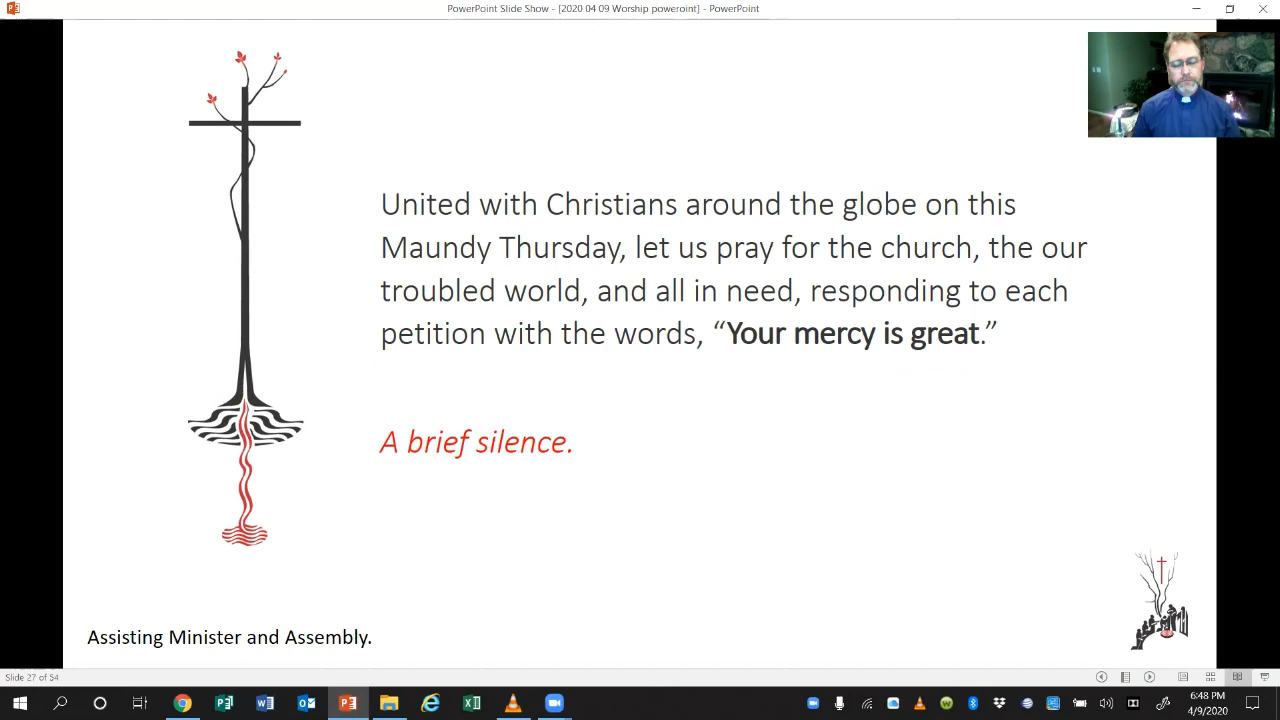 PowerPoint Slide Show - [2020 04 09 Worship poweroint] - PowerPoint
United with Christians around the globe on this
Maundy Thursday, let us pray for the church, the our
troubled world, and all in need, responding to each
petition with the words, “Your mercy is great.”
A brief silence.
Assisting Minister and Assembly.
Slide 27 of 54
6:48 PM
4/9/2020